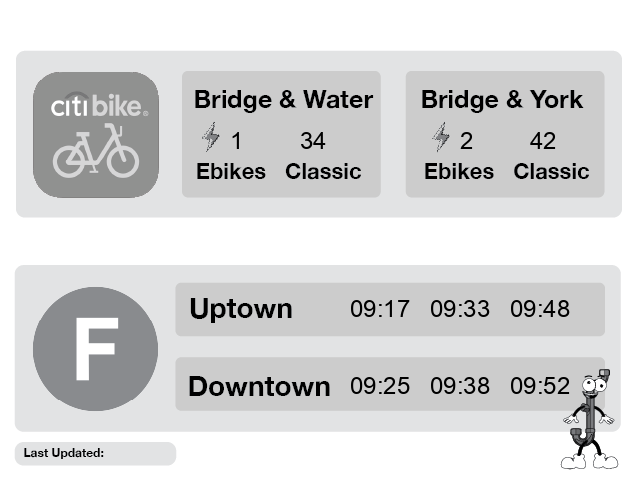 citi bike®
Bridge & Water
1 34
Ebikes Classic
Bridge & York
2 42
Ebikes Classic
F
Uptown 09:17 09:33 09:48
Downtown 09:25 09:38 09:52
Last Updated: